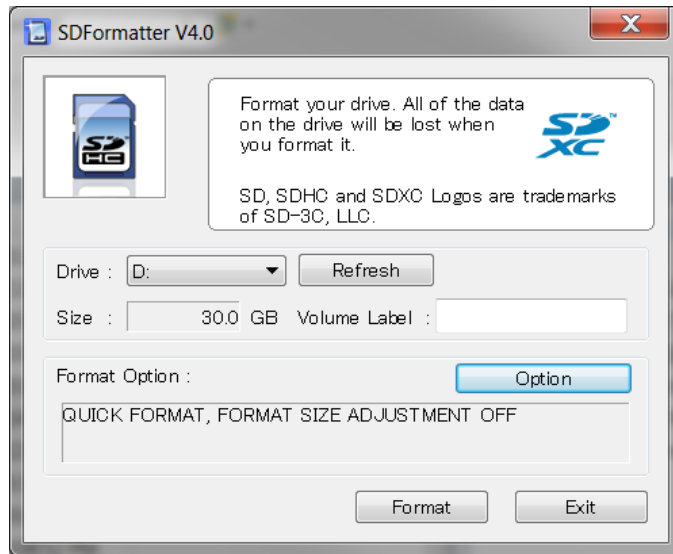 SDFormatter V4.0
SD
HC
Format your drive. All of the data
on the drive will be lost when
you format it.
SD, SDHC and SDXC Logos are trademarks
of SD-3C, LLC.
SD™
XC
Drive : D: Refresh
Size : 30.0 GB Volume Label :
Format Option : Option
QUICK FORMAT, FORMAT SIZE ADJUSTMENT OFF
Format Exit